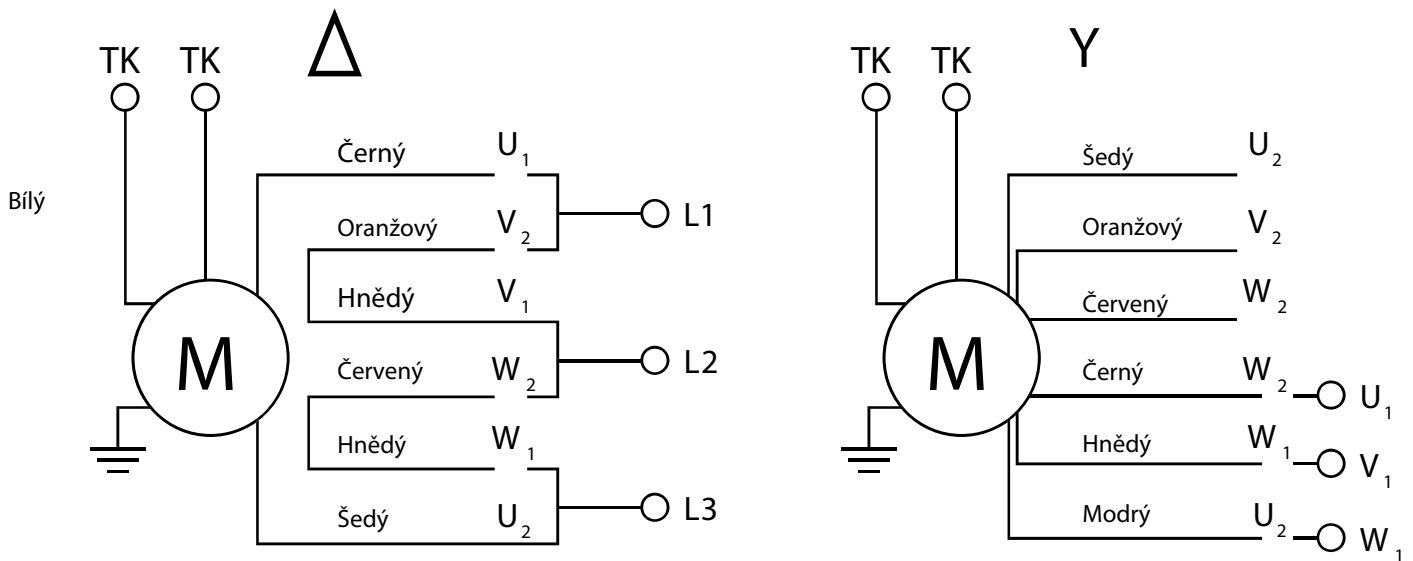 TK TK Δ
Bílý
Černý U1
Oranžový V2
L1
Hnědý V1
L2
Červený W2
Hnědý W1
L3
Šedý U2
M
TK TK Y
Šedý U2
Oranžový V2
Červený W2
Černý W2 U1
Hnědý W1 V1
Modrý U2 W1
M